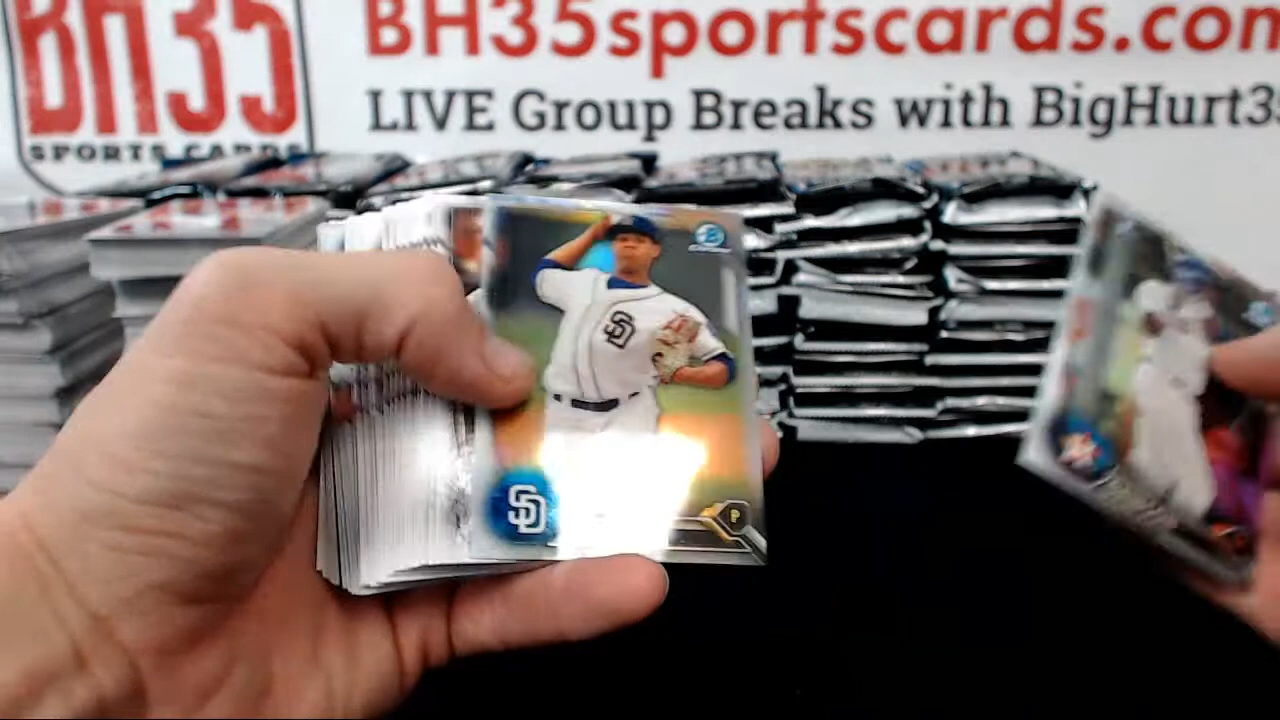 BH35
SPORTS CARDS
BH35sportscards.com
LIVE Group Breaks with BigHurt3
SD
SD
P